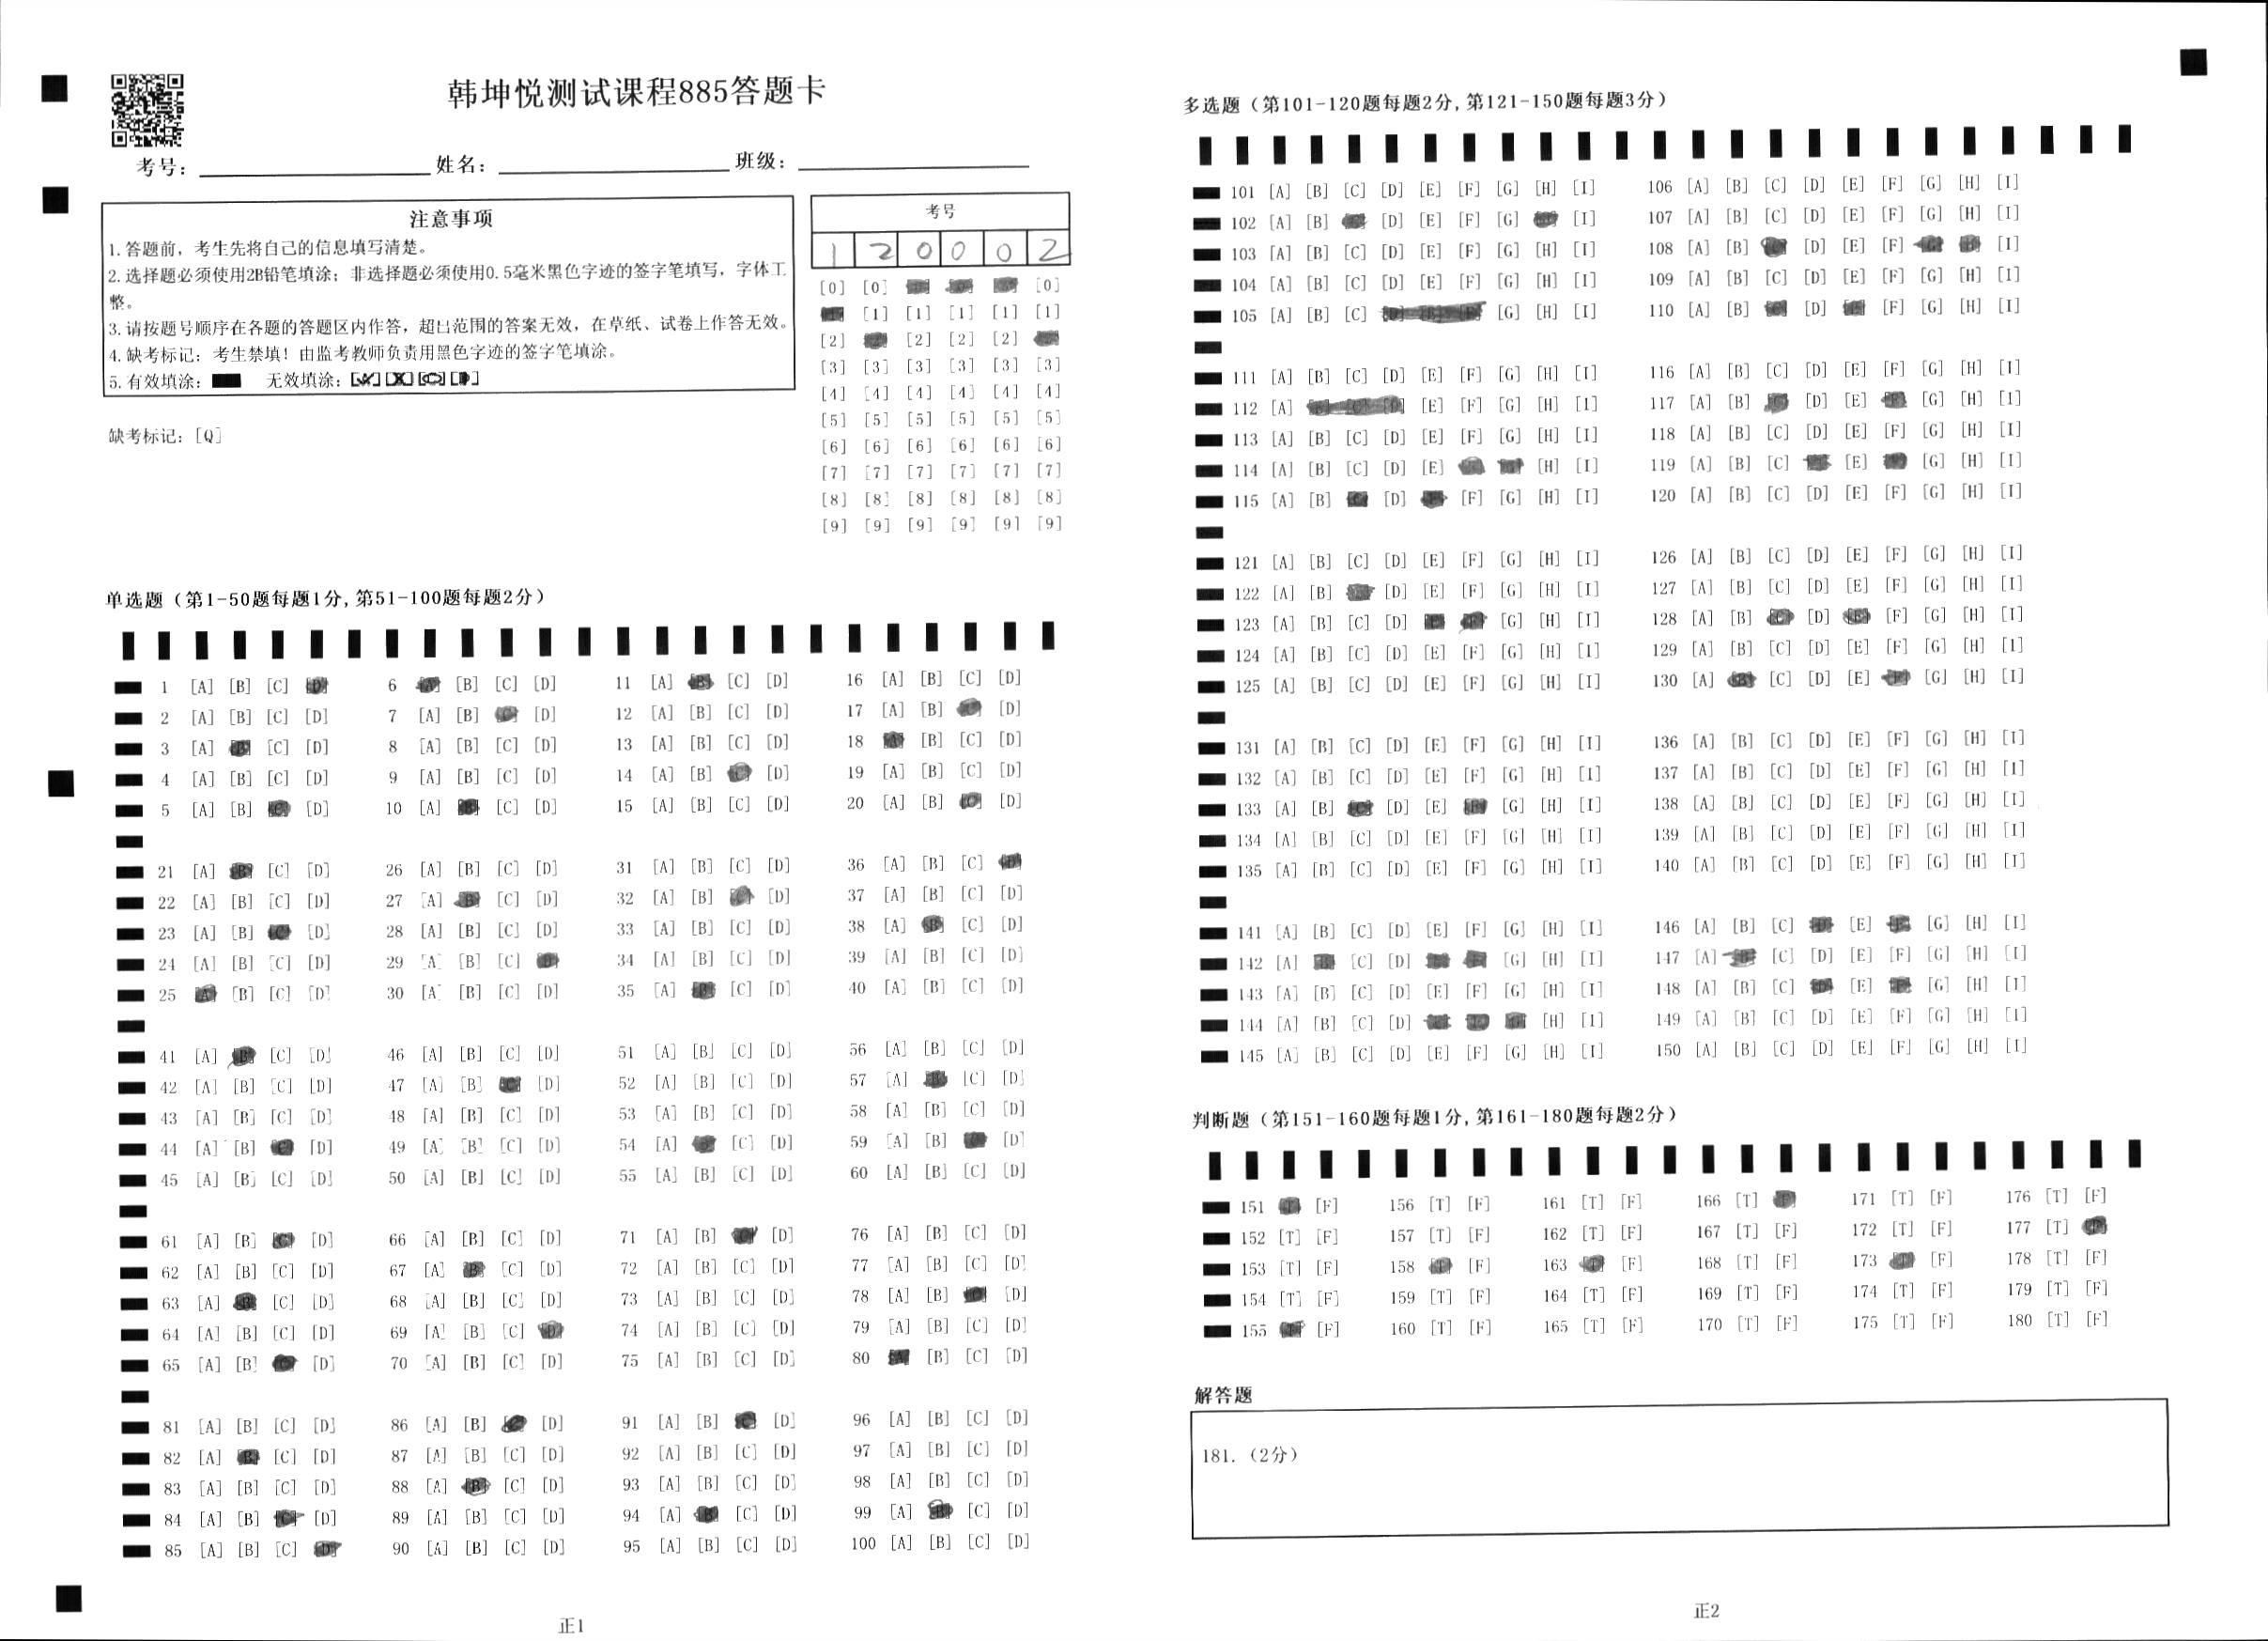 韩坤悦测试课程885答题卡
考号: 姓名: 班级:
注意事项
1.答题前，考生先将自己的信息填写清楚。
2.选择题必须使用2B铅笔填涂；非选择题必须使用0.5毫米黑色字迹的签字笔填写，字体工
整。
3.请按题号顺序在各题的答题区内作答，超出范围的答案无效，在草纸、试卷上作答无效。
4.缺考标记：考生禁填！由监考教师负责用黑色字迹的签字笔填涂。
5.有效填涂： 无效填涂：
缺考标记：[Q]
考号
1 2 0 0 0 2
[0] [0] [0]
[1] [1] [1] [1] [1]
[2] [2] [2] [2]
[3] [3] [3] [3] [3] [3]
[4] [4] [4] [4] [4] [4]
[5] [5] [5] [5] [5] [5]
[6] [6] [6] [6] [6] [6]
[7] [7] [7] [7] [7] [7]
[8] [8] [8] [8] [8] [8]
[9] [9] [9] [9] [9] [9]
单选题（第1-50题每题1分,第51-100题每题2分）
1 [A] [B] [C] 6 [B] [C] [D] 11 [A] [C] [D] 16 [A] [B] [C] [D]
2 [A] [B] [C] [D] 7 [A] [B] [D] 12 [A] [B] [C] [D] 17 [A] [B] [D]
3 [A] [C] [D] 8 [A] [B] [C] [D] 13 [A] [B] [C] [D] 18 [B] [C] [D]
4 [A] [B] [C] [D] 9 [A] [B] [C] [D] 14 [A] [B] [D] 19 [A] [B] [C] [D]
5 [A] [B] [D] 10 [A] [C] [D] 15 [A] [B] [C] [D] 20 [A] [B] [D]
21 [A] [C] [D] 26 [A] [B] [C] [D] 31 [A] [B] [C] [D] 36 [A] [B] [C]
22 [A] [B] [C] [D] 27 [A] [C] [D] 32 [A] [B] [D] 37 [A] [B] [C] [D]
23 [A] [B] [D] 28 [A] [B] [C] [D] 33 [A] [B] [C] [D] 38 [A] [C] [D]
24 [A] [B] [C] [D] 29 [A] [B] [C] 34 [A] [B] [C] [D] 39 [A] [B] [C] [D]
25 [B] [C] [D] 30 [A] [B] [C] [D] 35 [A] [C] [D] 40 [A] [B] [C] [D]
41 [A] [C] [D] 46 [A] [B] [C] [D] 51 [A] [B] [C] [D] 56 [A] [B] [C] [D]
42 [A] [B] [C] [D] 47 [A] [B] [D] 52 [A] [B] [C] [D] 57 [A] [C] [D]
43 [A] [B] [C] [D] 48 [A] [B] [C] [D] 53 [A] [B] [C] [D] 58 [A] [B] [C] [D]
44 [A] [B] [D] 49 [A] [B] [C] [D] 54 [A] [C] [D] 59 [A] [B] [D]
45 [A] [B] [C] [D] 50 [A] [B] [C] [D] 55 [A] [B] [C] [D] 60 [A] [B] [C] [D]
61 [A] [B] [D] 66 [A] [B] [C] [D] 71 [A] [B] [D] 76 [A] [B] [C] [D]
62 [A] [B] [C] [D] 67 [A] [C] [D] 72 [A] [B] [C] [D] 77 [A] [B] [C] [D]
63 [A] [C] [D] 68 [A] [B] [C] [D] 73 [A] [B] [C] [D] 78 [A] [B] [D]
64 [A] [B] [C] [D] 69 [A] [B] [C] 74 [A] [B] [C] [D] 79 [A] [B] [C] [D]
65 [A] [B] [D] 70 [A] [B] [C] [D] 75 [A] [B] [C] [D] 80 [B] [C] [D]
81 [A] [B] [C] [D] 86 [A] [B] [D] 91 [A] [B] [D] 96 [A] [B] [C] [D]
82 [A] [C] [D] 87 [A] [B] [C] [D] 92 [A] [B] [C] [D] 97 [A] [B] [C] [D]
83 [A] [B] [C] [D] 88 [A] [C] [D] 93 [A] [B] [C] [D] 98 [A] [B] [C] [D]
84 [A] [B] [D] 89 [A] [B] [C] [D] 94 [A] [C] [D] 99 [A] [C] [D]
85 [A] [B] [C] 90 [A] [B] [C] [D] 95 [A] [B] [C] [D] 100 [A] [B] [C] [D]
正1
多选题（第101-120题每题2分,第121-150题每题3分）
101 [A] [B] [C] [D] [E] [F] [G] [H] [I] 106 [A] [B] [C] [D] [E] [F] [G] [H] [I]
102 [A] [B] [D] [E] [F] [G] [I] 107 [A] [B] [C] [D] [E] [F] [G] [H] [I]
103 [A] [B] [C] [D] [E] [F] [G] [H] [I] 108 [A] [B] [D] [E] [F] [I]
104 [A] [B] [C] [D] [E] [F] [G] [H] [I] 109 [A] [B] [C] [D] [E] [F] [G] [H] [I]
105 [A] [B] [C] [G] [H] [I] 110 [A] [B] [D] [F] [G] [H] [I]
111 [A] [B] [C] [D] [E] [F] [G] [H] [I] 116 [A] [B] [C] [D] [E] [F] [G] [H] [I]
112 [A] [E] [F] [G] [H] [I] 117 [A] [B] [D] [E] [G] [H] [I]
113 [A] [B] [C] [D] [E] [F] [G] [H] [I] 118 [A] [B] [C] [D] [E] [F] [G] [H] [I]
114 [A] [B] [C] [D] [E] [H] [I] 119 [A] [B] [C] [E] [G] [H] [I]
115 [A] [B] [D] [F] [G] [H] [I] 120 [A] [B] [C] [D] [E] [F] [G] [H] [I]
121 [A] [B] [C] [D] [E] [F] [G] [H] [I] 126 [A] [B] [C] [D] [E] [F] [G] [H] [I]
122 [A] [B] [D] [E] [F] [G] [H] [I] 127 [A] [B] [C] [D] [E] [F] [G] [H] [I]
123 [A] [B] [C] [D] [G] [H] [I] 128 [A] [B] [D] [F] [G] [H] [I]
124 [A] [B] [C] [D] [E] [F] [G] [H] [I] 129 [A] [B] [C] [D] [E] [F] [G] [H] [I]
125 [A] [B] [C] [D] [E] [F] [G] [H] [I] 130 [A] [C] [D] [E] [G] [H] [I]
131 [A] [B] [C] [D] [E] [F] [G] [H] [I] 136 [A] [B] [C] [D] [E] [F] [G] [H] [I]
132 [A] [B] [C] [D] [E] [F] [G] [H] [I] 137 [A] [B] [C] [D] [E] [F] [G] [H] [I]
133 [A] [B] [D] [E] [G] [H] [I] 138 [A] [B] [C] [D] [E] [F] [G] [H] [I]
134 [A] [B] [C] [D] [E] [F] [G] [H] [I] 139 [A] [B] [C] [D] [E] [F] [G] [H] [I]
135 [A] [B] [C] [D] [E] [F] [G] [H] [I] 140 [A] [B] [C] [D] [E] [F] [G] [H] [I]
141 [A] [B] [C] [D] [E] [F] [G] [H] [I] 146 [A] [B] [C] [E] [G] [H] [I]
142 [A] [C] [D] [G] [H] [I] 147 [A] [C] [D] [E] [F] [G] [H] [I]
143 [A] [B] [C] [D] [E] [F] [G] [H] [I] 148 [A] [B] [C] [E] [G] [H] [I]
144 [A] [B] [C] [D] [H] [I] 149 [A] [B] [C] [D] [E] [F] [G] [H] [I]
145 [A] [B] [C] [D] [E] [F] [G] [H] [I] 150 [A] [B] [C] [D] [E] [F] [G] [H] [I]
判断题（第151-160题每题1分,第161-180题每题2分）
151 [F] 156 [T] [F] 161 [T] [F] 166 [T] 171 [T] [F] 176 [T] [F]
152 [T] [F] 157 [T] [F] 162 [T] [F] 167 [T] [F] 172 [T] [F] 177 [T]
153 [T] [F] 158 [F] 163 [F] 168 [T] [F] 173 [F] 178 [T] [F]
154 [T] [F] 159 [T] [F] 164 [T] [F] 169 [T] [F] 174 [T] [F] 179 [T] [F]
155 [F] 160 [T] [F] 165 [T] [F] 170 [T] [F] 175 [T] [F] 180 [T] [F]
解答题
181.（2分）
正2